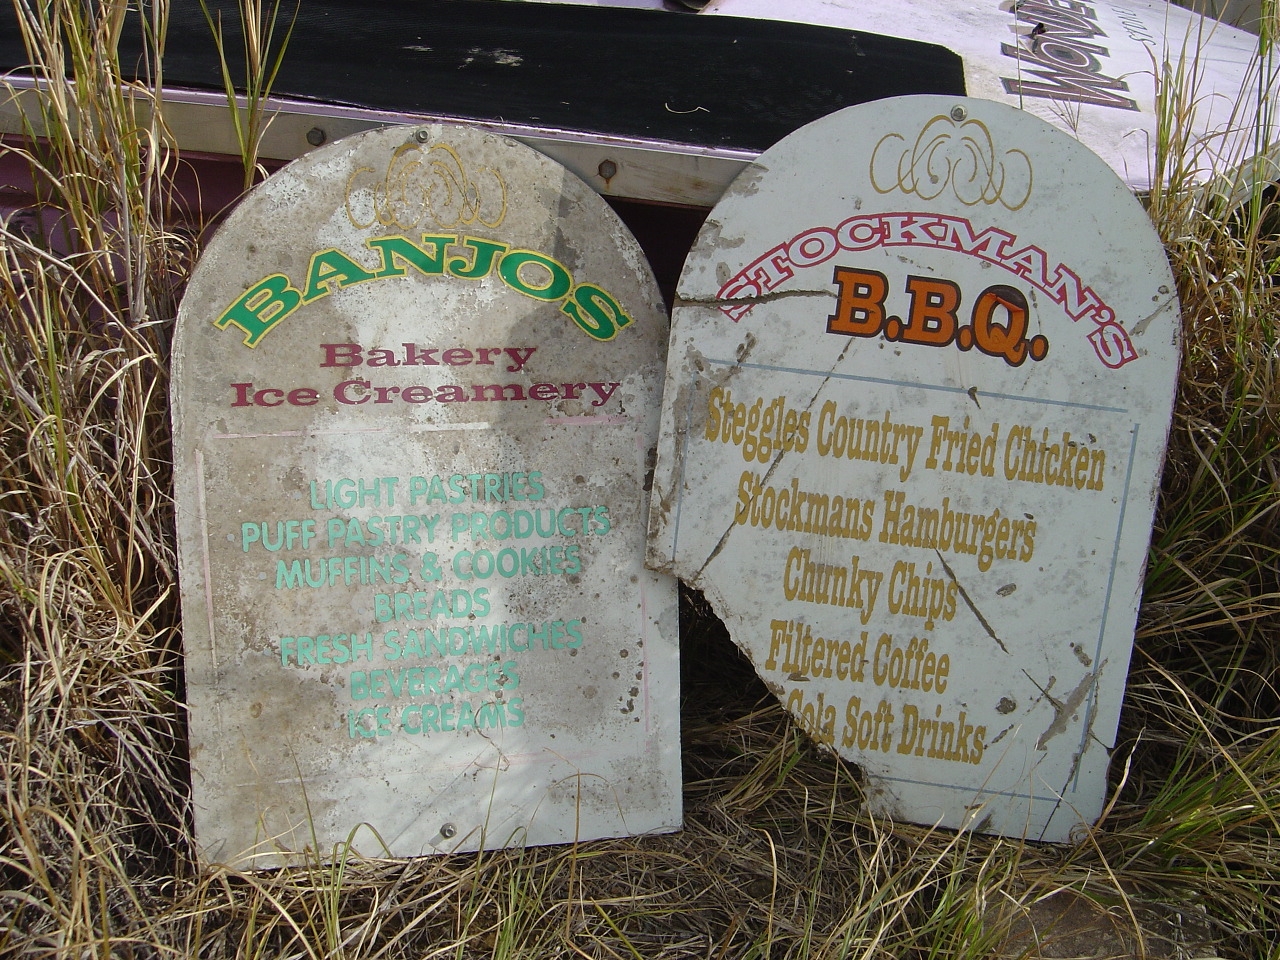 BANJOS
Bakery
Ice Creamery
LIGHT PASTRIES
PUFF PASTRY PRODUCTS
MUFFINS & COOKIES
BREADS
FRESH SANDWICHES
BEVERAGES
ICE CREAMS
STOCKMAN'S
B.B.Q.
Steggles Country Fried Chicken
Stockmans Hamburgers
Chunky Chips
Filtered Coffee
Cola Soft Drinks